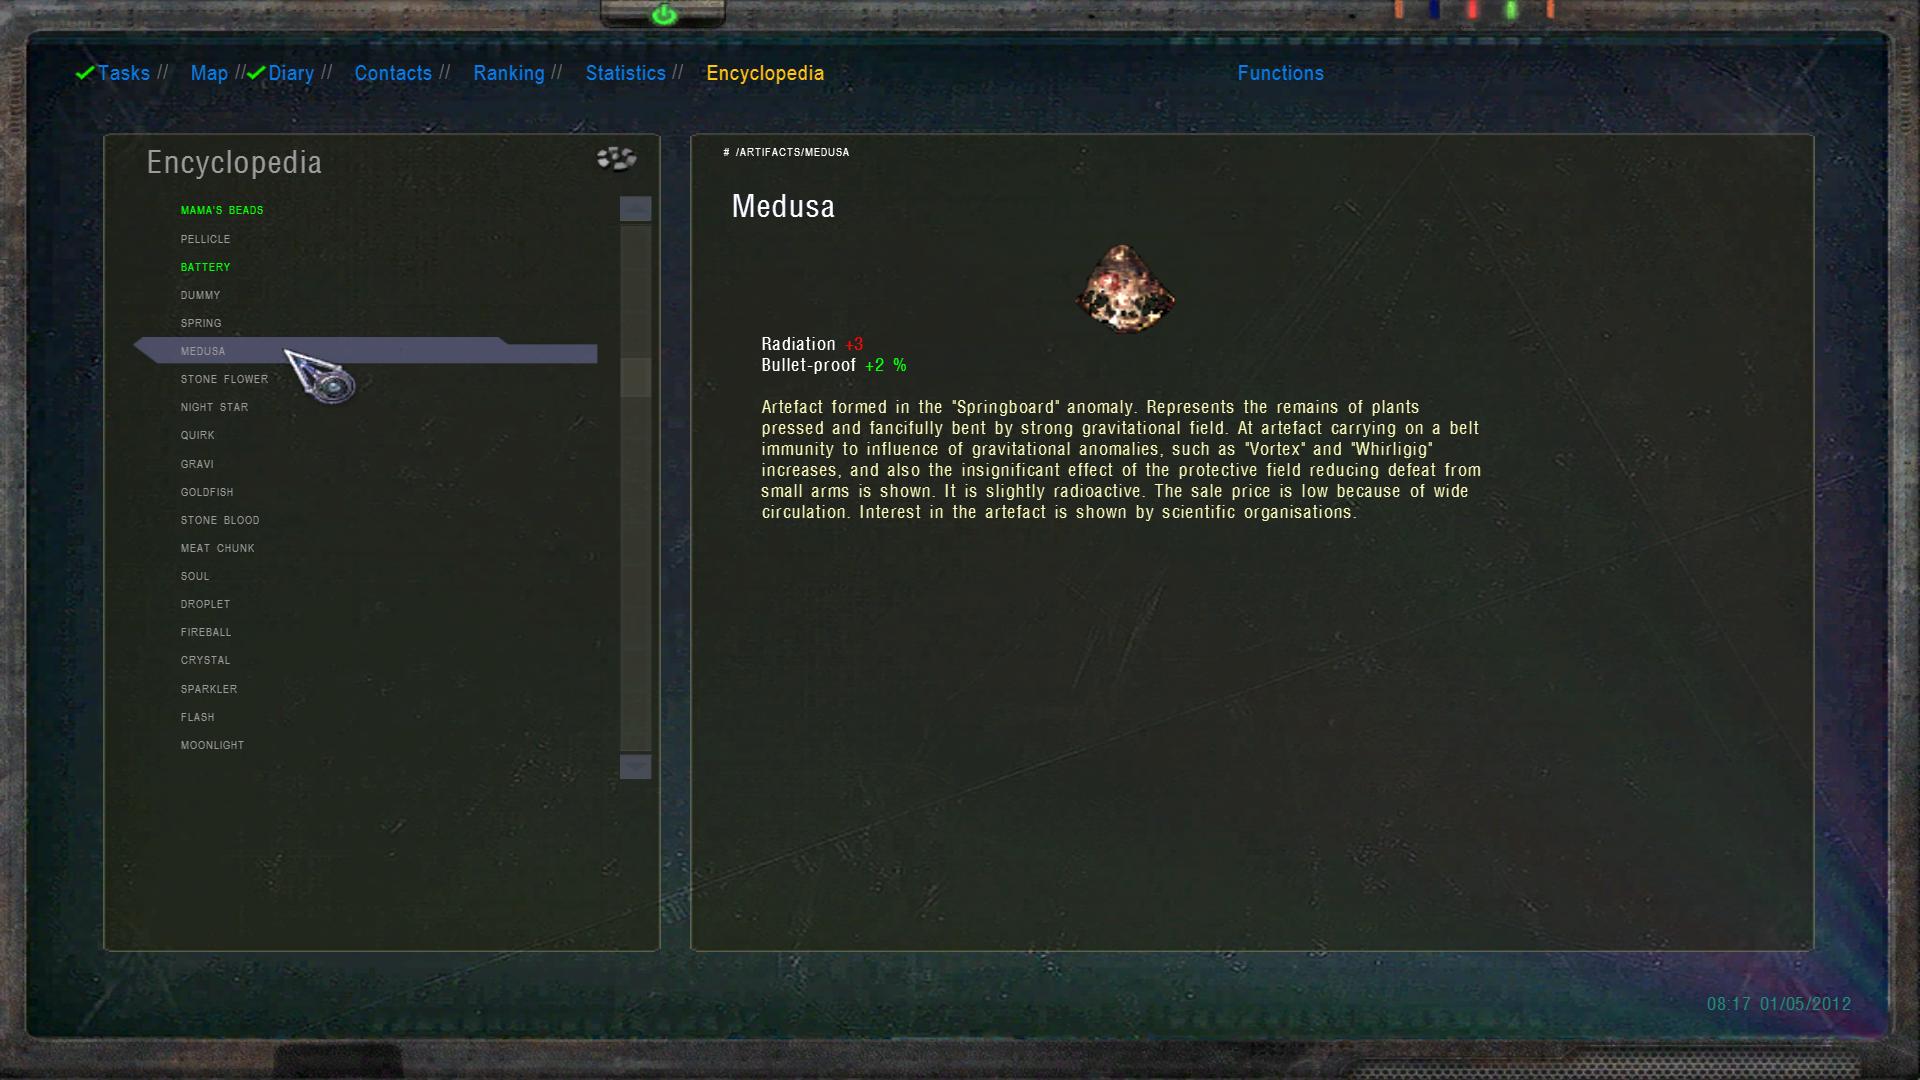 Tasks // Map // Diary // Contacts // Ranking // Statistics // Encyclopedia
Functions
Encyclopedia
MAMA'S BEADS
PELLICLE
BATTERY
DUMMY
SPRING
MEDUSA
STONE FLOWER
NIGHT STAR
QUIRK
GRAVI
GOLDFISH
STONE BLOOD
MEAT CHUNK
SOUL
DROPLET
FIREBALL
CRYSTAL
SPARKLER
FLASH
MOONLIGHT
# /ARTIFACTS/MEDUSA
Medusa
Radiation +3
Bullet-proof +2 %
Artefact formed in the "Springboard" anomaly. Represents the remains of plants
pressed and fancifully bent by strong gravitational field. At artefact carrying on a belt
immunity to influence of gravitational anomalies, such as "Vortex" and "Whirligig"
increases, and also the insignificant effect of the protective field reducing defeat from
small arms is shown. It is slightly radioactive. The sale price is low because of wide
circulation. Interest in the artefact is shown by scientific organisations.
08:17 01/05/2012